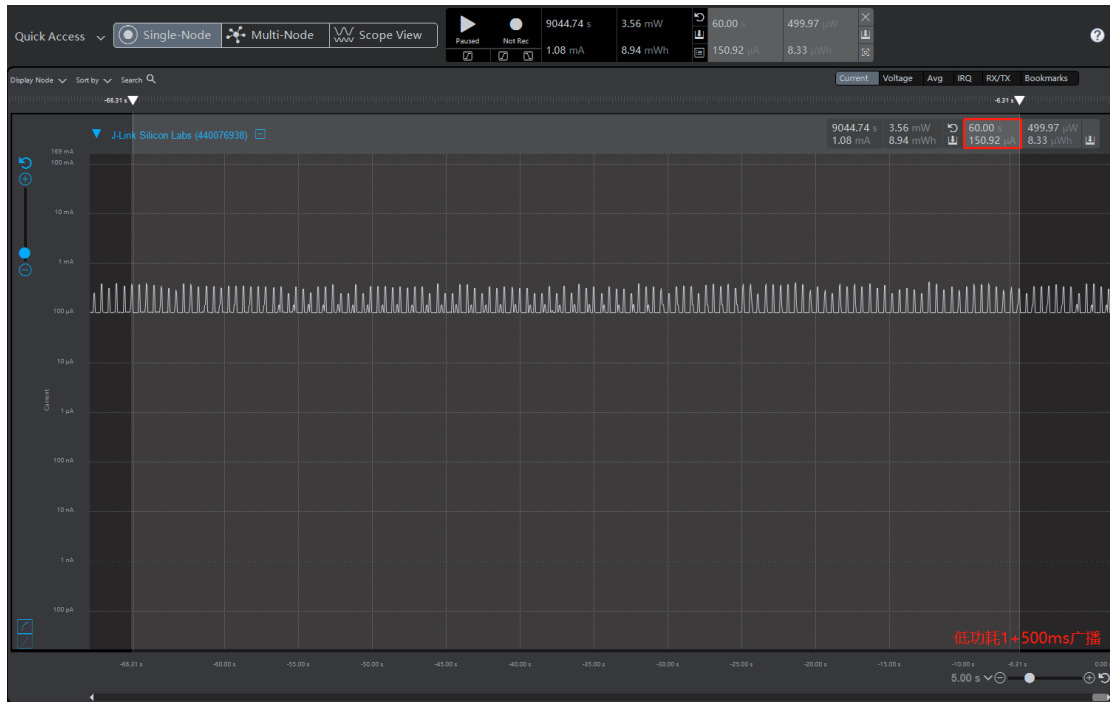 Quick Access Single-Node Multi-Node Scope View
Paused Not Rec
9044.74 s 3.56 mW 60.00 s 499.97 µW
1.08 mA 8.94 mWh 150.92 µA 8.33 µWh
Display Node Sort by Search Current Voltage Avg IRQ RX/TX Bookmarks
-66.31 s -6.31 s
J-Link Silicon Labs (440076938)
9044.74 s 3.56 mW 60.00 s 499.97 µW
1.08 mA 8.94 mWh 150.92 µA 8.33 µWh
169 mA
100 mA
10 mA
1 mA
100 µA
10 µA
Current
1 µA
100 nA
10 nA
1 nA
100 pA
低功耗1+500ms广播
-66.31 s -60.00 s -55.00 s -50.00 s -45.00 s -40.00 s -35.00 s -30.00 s -25.00 s -20.00 s -15.00 s -10.00 s -6.31 s 0.00
5.00 s